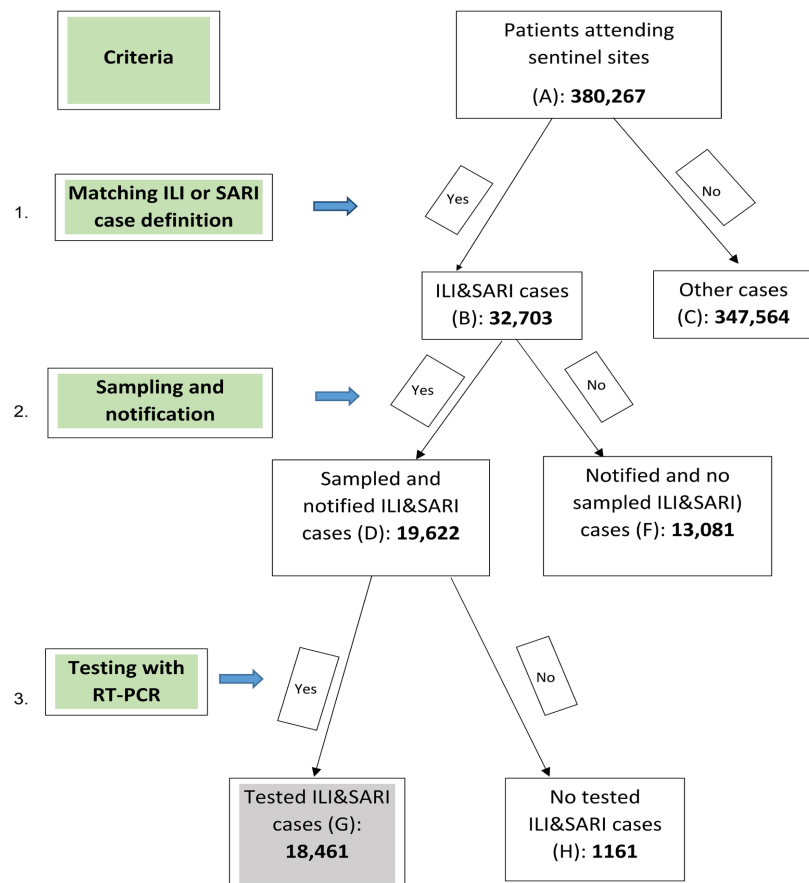 Criteria
Patients attending
sentinel sites
(A): 380,267
1.
Matching ILI or SARI
case definition
Yes
No
ILI&SARI cases
(B): 32,703
Other cases
(C): 347,564
2.
Sampling and
notification
Yes
No
Sampled and
notified ILI&SARI
cases (D): 19,622
Notified and no
sampled ILI&SARI)
cases (F): 13,081
3.
Testing with
RT-PCR
Yes
No
Tested ILI&SARI
cases (G):
18,461
No tested
ILI&SARI cases
(H): 1161